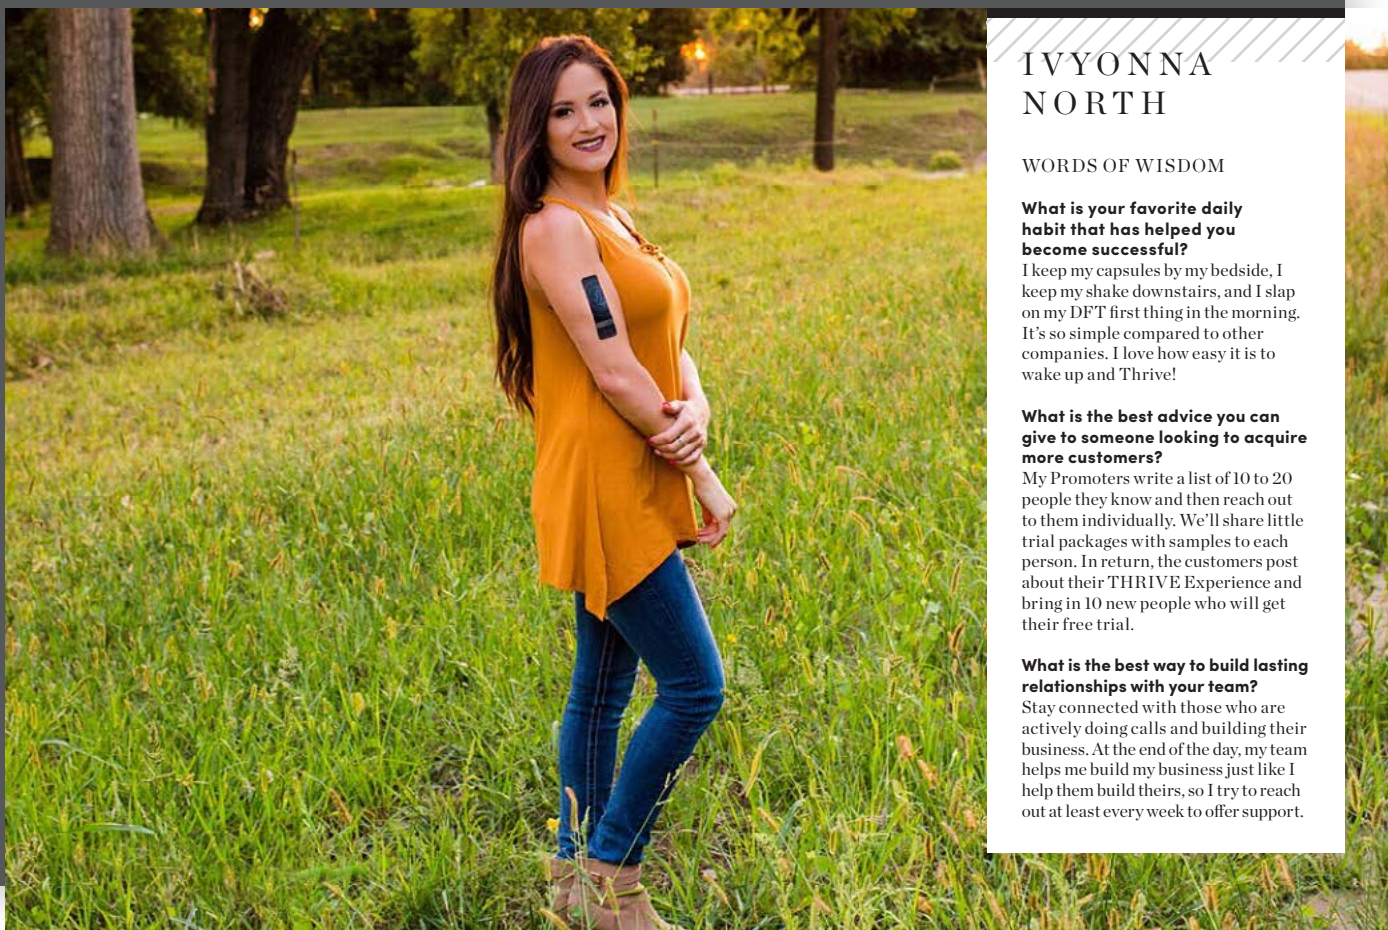 IVYONNA
NORTH
WORDS OF WISDOM
What is your favorite daily
habit that has helped you
become successful?
I keep my capsules by my bedside, I
keep my shake downstairs, and I slap
on my DFT first thing in the morning.
It’s so simple compared to other
companies. I love how easy it is to
wake up and Thrive!
What is the best advice you can
give to someone looking to acquire
more customers?
My Promoters write a list of 10 to 20
people they know and then reach out
to them individually. We’ll share little
trial packages with samples to each
person. In return, the customers post
about their THRIVE Experience and
bring in 10 new people who will get
their free trial.
What is the best way to build lasting
relationships with your team?
Stay connected with those who are
actively doing calls and building their
business. At the end of the day, my team
helps me build my business just like I
help them build theirs, so I try to reach
out at least every week to offer support.